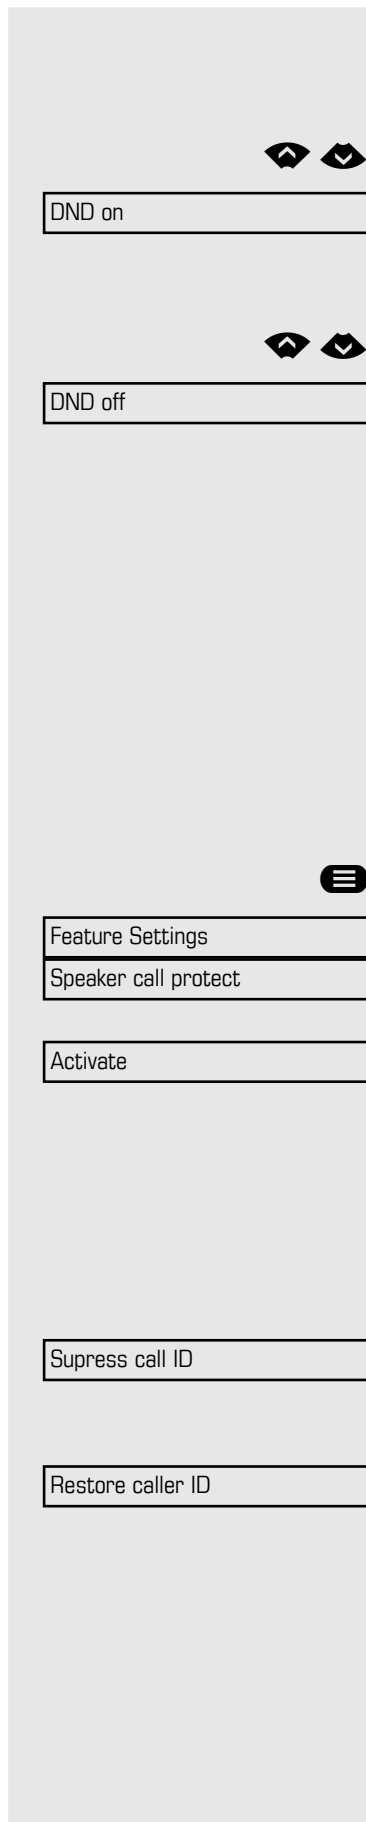 DND on
DND off
Feature Settings
Speaker call protect
Activate
Supress call ID
Restore caller ID